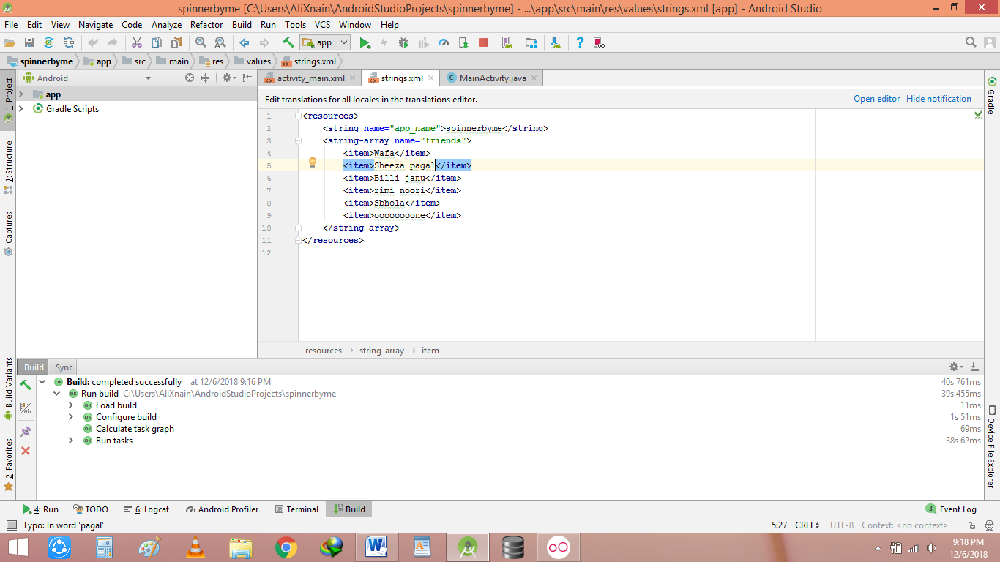 spinnerbyme [C:\Users\AliXnain\AndroidStudioProjects\spinnerbyme] - ...\app\src\main\res\values\strings.xml [app] - Android Studio
File Edit View Navigate Code Analyze Refactor Build Run Tools VCS Window Help
app
spinnerbyme app src main res values strings.xml
Android
activity_main.xml strings.xml MainActivity.java
1: Project
7: Structure
Captures
Build Variants
2: Favorites
app
Gradle Scripts
Edit translations for all locales in the translations editor. Open editor Hide notification
1 <resources>
2 <string name="app_name">spinnerbyme</string>
3 <string-array name="friends">
4 <item>Wafa</item>
5 <item>Sheeza pagal</item>
6 <item>Billi janu</item>
7 <item>rimi noori</item>
8 <item>Sbhola</item>
9 <item>oooooooone</item>
10 </string-array>
11 </resources>
12
resources string-array item
Gradle
Device File Explorer
Build Sync
Build: completed successfully at 12/6/2018 9:16 PM 40s 761ms
Run build C:\Users\AliXnain\AndroidStudioProjects\spinnerbyme 39s 455ms
OK Load build 11ms
OK Configure build 1s 51ms
OK Calculate task graph 69ms
OK Run tasks 38s 62ms
4: Run TODO 6: Logcat Android Profiler Terminal Build 3 Event Log
Typo: In word 'pagal' 5:27 CRLF UTF-8 Context: <no context>
9:18 PM
12/6/2018